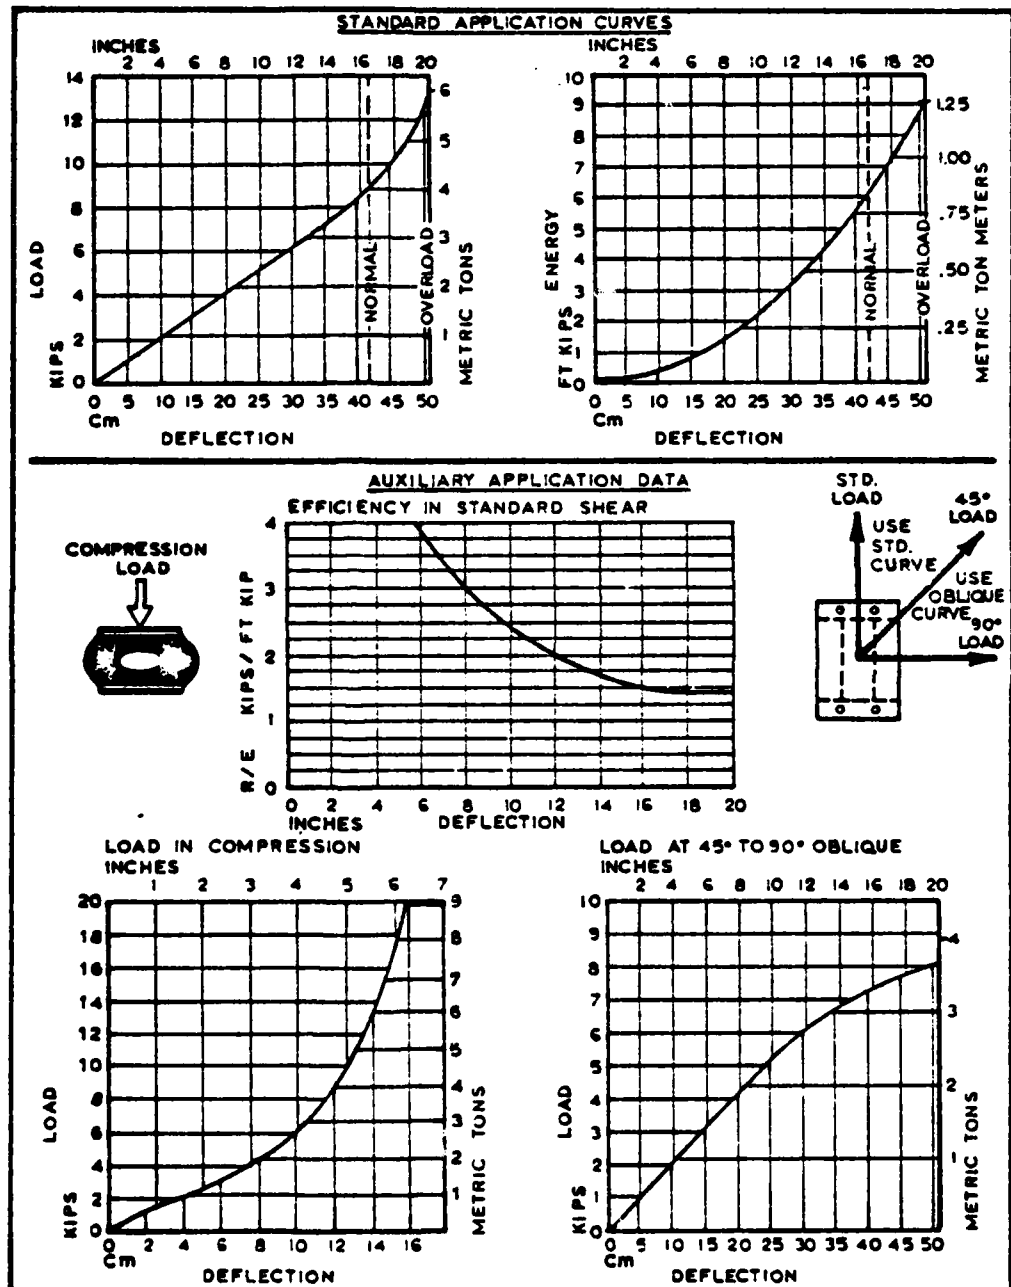 STANDARD APPLICATION CURVES
INCHES
2 4 6 8 10 12 14 16 18 20
14
12
10
8
6
4
2
0
LOAD
KIPS
NORMAL
OVERLOAD
6
5
4
3
2
1
METRIC TONS
0 5 10 15 20 25 30 35 40 45 50
Cm
DEFLECTION
INCHES
2 4 6 8 10 12 14 16 18 20
10
9
8
7
6
5
4
3
2
1
0
ENERGY
FT KIPS
NORMAL
OVERLOAD
1.25
1.00
.75
.50
.25
METRIC TON METERS
0 5 10 15 20 25 30 35 40 45 50
Cm
DEFLECTION
AUXILIARY APPLICATION DATA
EFFICIENCY IN STANDARD SHEAR
COMPRESSION
LOAD
4
3
2
1
0
R/E KIPS/FT KIP
0 2 4 6 8 10 12 14 16 18 20
INCHES DEFLECTION
STD.
LOAD
USE
STD.
CURVE
45°
LOAD
USE
OBLIQUE
CURVE
90°
LOAD
LOAD IN COMPRESSION
INCHES
1 2 3 4 5 6 7
20
18
16
14
12
10
8
6
4
2
0
LOAD
KIPS
9
8
7
6
5
4
3
2
1
METRIC TONS
0 2 4 6 8 10 12 14 16
Cm
DEFLECTION
LOAD AT 45° TO 90° OBLIQUE
INCHES
2 4 6 8 10 12 14 16 18 20
10
9
8
7
6
5
4
3
2
1
0
LOAD
KIPS
4
3
2
1
METRIC TONS
0 5 10 15 20 25 30 35 40 45 50
Cm
DEFLECTION